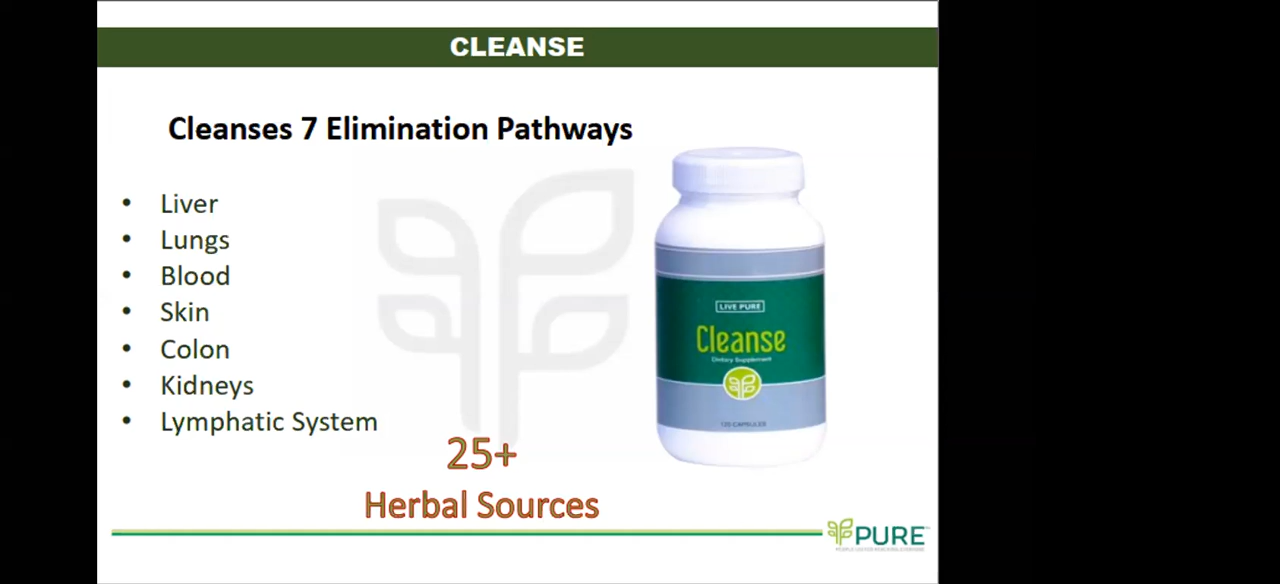 CLEANSE
Cleanses 7 Elimination Pathways
• Liver
• Lungs
• Blood
• Skin
• Colon
• Kidneys
• Lymphatic System
25+
Herbal Sources
LIVE PURE
Cleanse
Dietary Supplement
120 CAPSULES
PURE